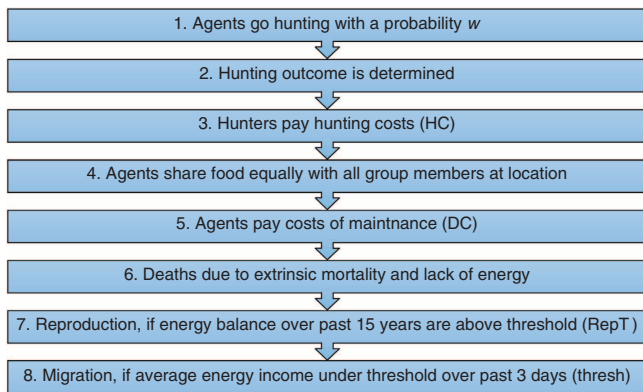 1. Agents go hunting with a probability w
2. Hunting outcome is determined
3. Hunters pay hunting costs (HC)
4. Agents share food equally with all group members at location
5. Agents pay costs of maintnance (DC)
6. Deaths due to extrinsic mortality and lack of energy
7. Reproduction, if energy balance over past 15 years are above threshold (RepT)
8. Migration, if average energy income under threshold over past 3 days (thresh)